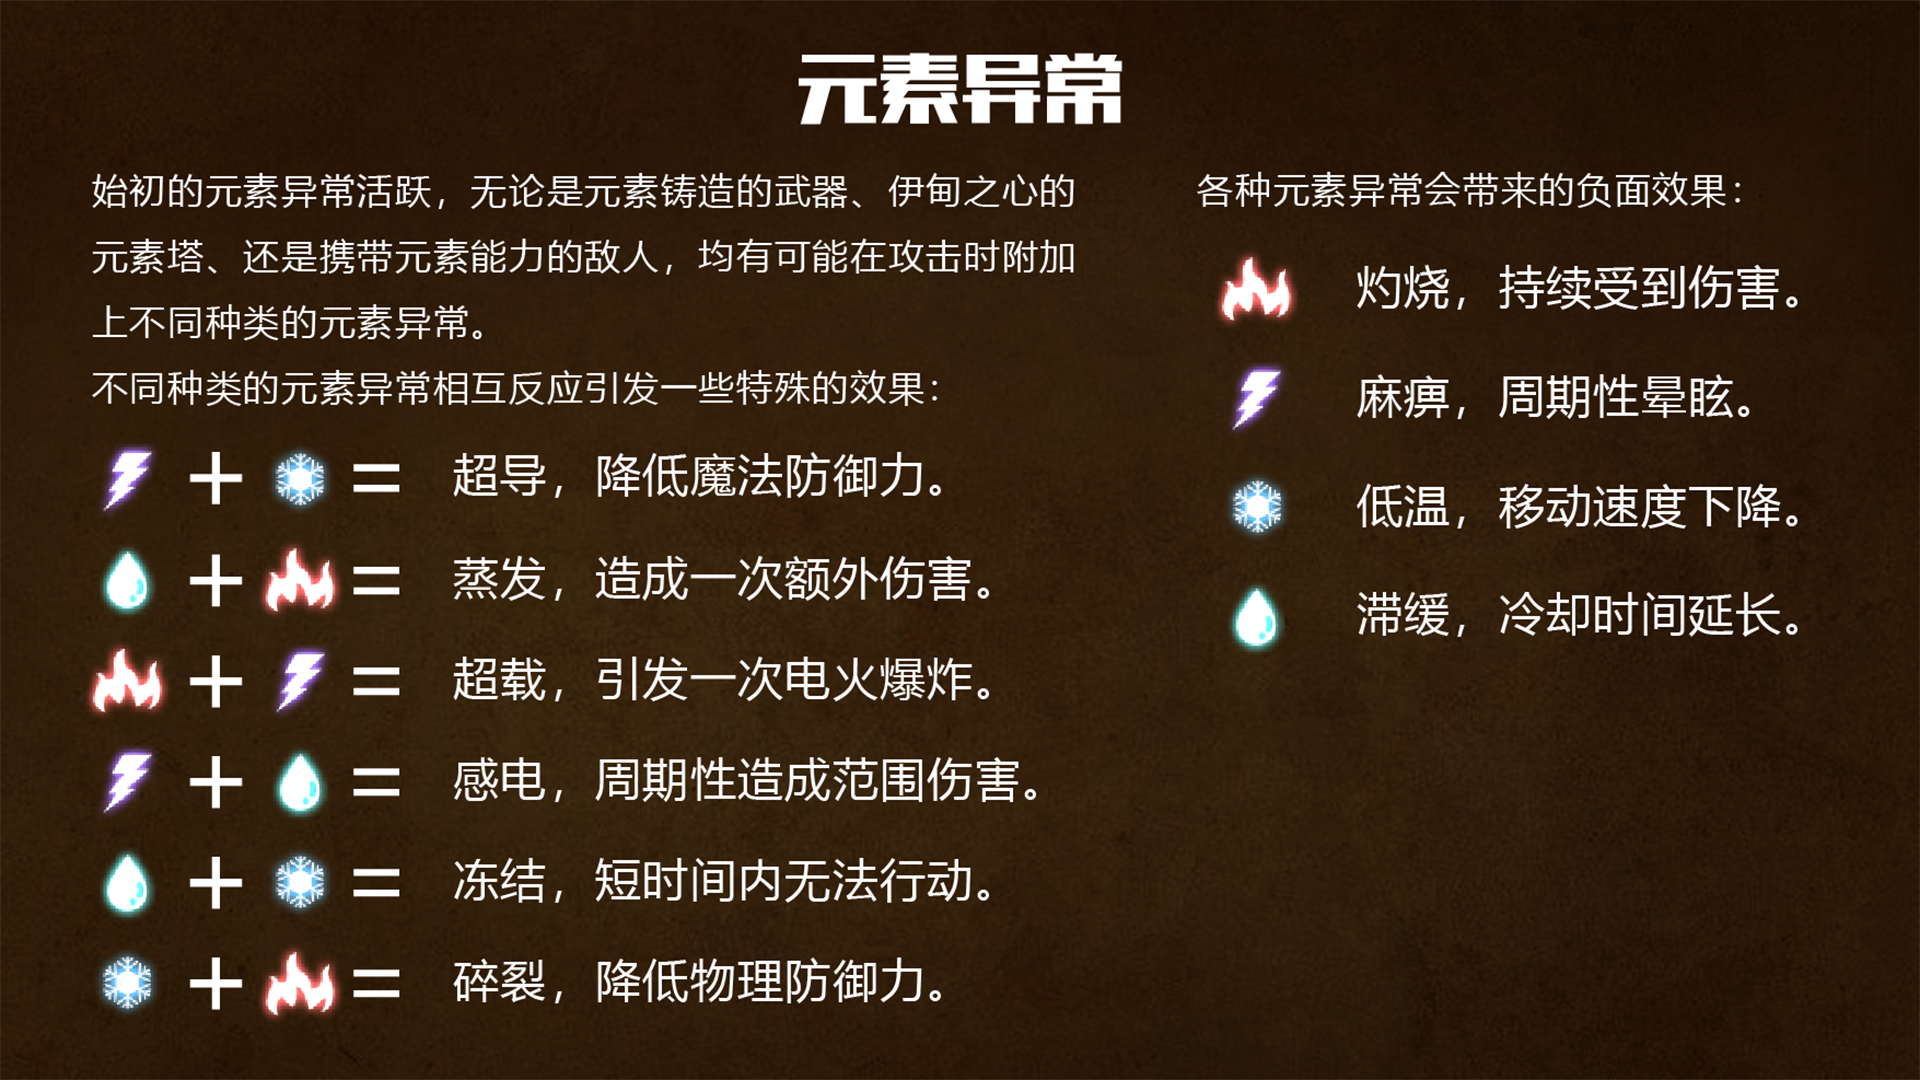 元素异常
始初的元素异常活跃，无论是元素铸造的武器、伊甸之心的
元素塔、还是携带元素能力的敌人，均有可能在攻击时附加
上不同种类的元素异常。
不同种类的元素异常相互反应引发一些特殊的效果：
+ = 超导，降低魔法防御力。
+ = 蒸发，造成一次额外伤害。
+ = 超载，引发一次电火爆炸。
+ = 感电，周期性造成范围伤害。
+ = 冻结，短时间内无法行动。
+ = 碎裂，降低物理防御力。
各种元素异常会带来的负面效果：
灼烧，持续受到伤害。
麻痹，周期性晕眩。
低温，移动速度下降。
滞缓，冷却时间延长。